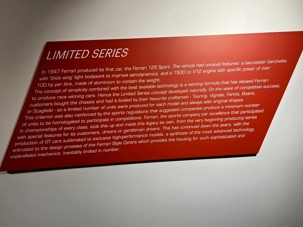 LIMITED SERIES
In 1947 Ferrari produced its first car, the Ferrari 125 Sport. The vehicle had unusual features: a two-seater barchetta
with 'thick wing' light bodywork to improve aerodynamics, and a 1500 cc V12 engine with specific power of over
100 hp per litre, made of aluminium to contain the weight.
The concept of simplicity combined with the best available technology is a winning formula that has allowed Ferrari
to produce race-winning cars. Hence the Limited Series concept developed naturally. On the wave of competitive success,
customers bought the chassis and had it bodied by their favourite craftsmen - Touring, Vignale, Farina, Boano,
or Scaglietti - so a limited number of units were produced for each model and always with original shapes.
This criterion was also reinforced by the sports regulations that suggested companies produce a minimum number
of units to be homologated to participate in competitions. Ferrari, the sports company per excellence that participated
in championships of every class, took this up and made the legacy its own, from the very beginning producing series
with special features for its customers, drivers or gentlemen drivers. This has continued down the years, with the
production of GT cars sublimated to exclusive high-performance models, a synthesis of the most advanced technology
entrusted to the design prowess of the Ferrari Style Centre which provides the housing for such sophisticated and
unparalleled mechanics. Inevitably limited in number.